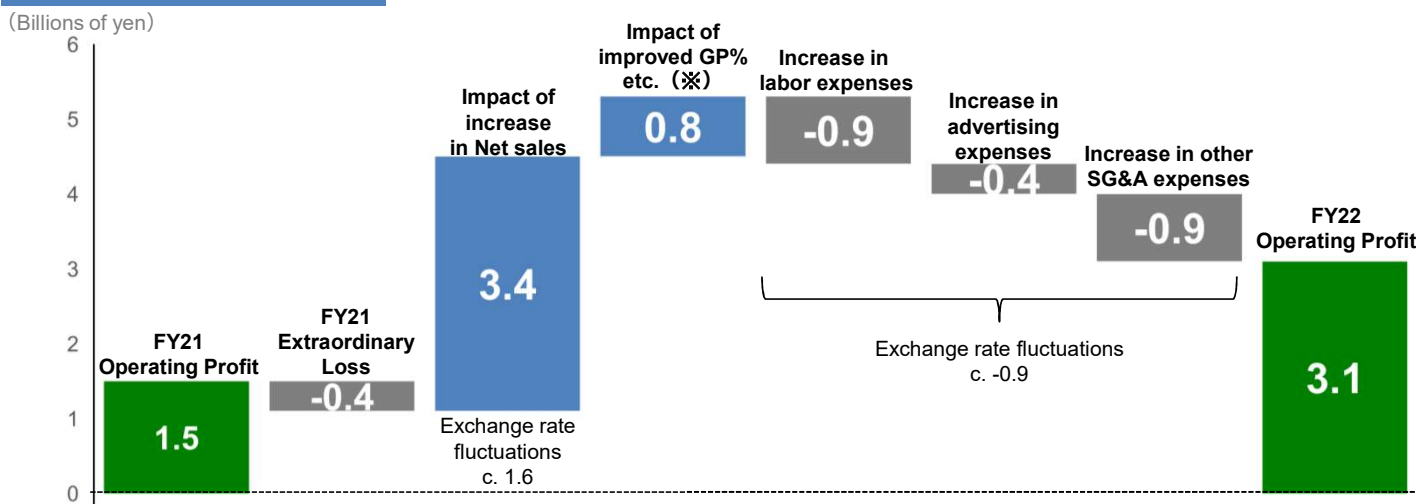 （Billions of yen）
6
5
4
3
2
1
0
FY21
Operating Profit
1.5
FY21
Extraordinary
Loss
-0.4
Impact of
increase
in Net sales
3.4
Exchange rate
fluctuations
c. 1.6
Impact of
improved GP%
etc.（※）
0.8
Increase in
labor expenses
-0.9
Increase in
advertising
expenses
-0.4
Increase in other
SG&A expenses
-0.9
Exchange rate fluctuations
c. -0.9
FY22
Operating Profit
3.1